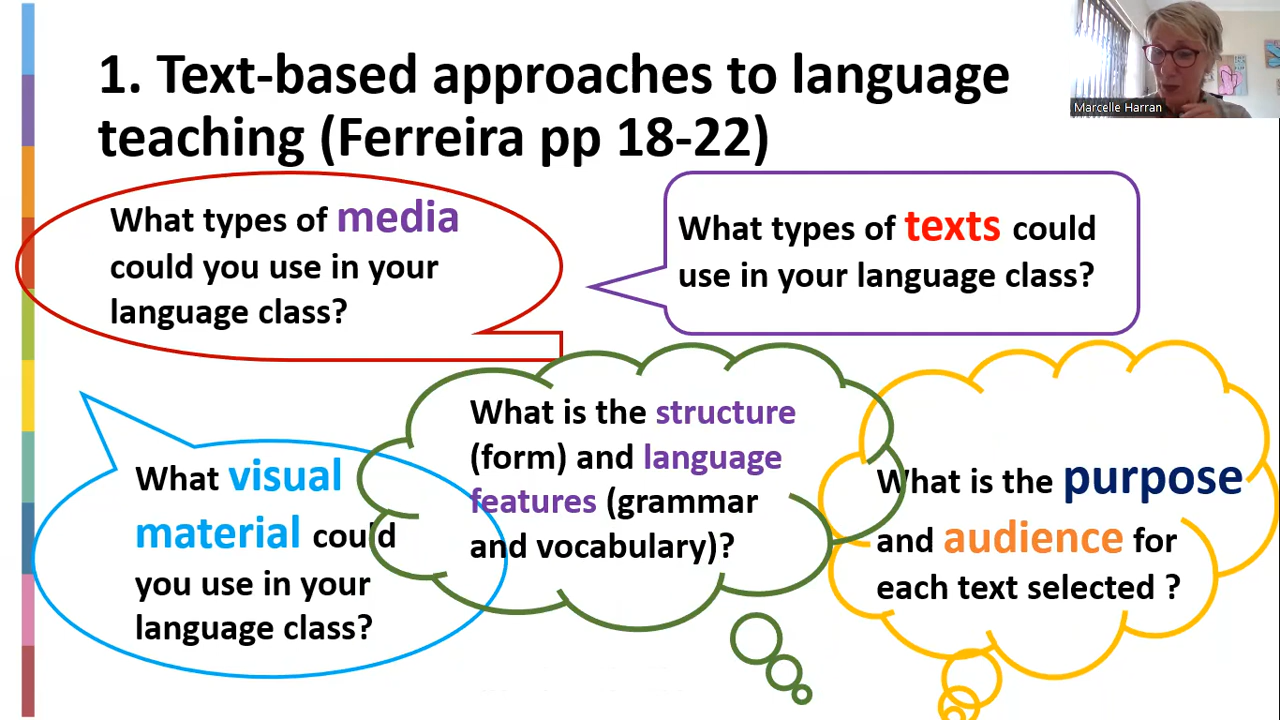 1. Text-based approaches to language
teaching (Ferreira pp 18-22)
Marcelle Harran
What types of media
could you use in your
language class?
What types of texts could
use in your language class?
What visual
material could
you use in your
language class?
What is the structure
(form) and language
features (grammar
and vocabulary)?
What is the purpose
and audience for
each text selected ?